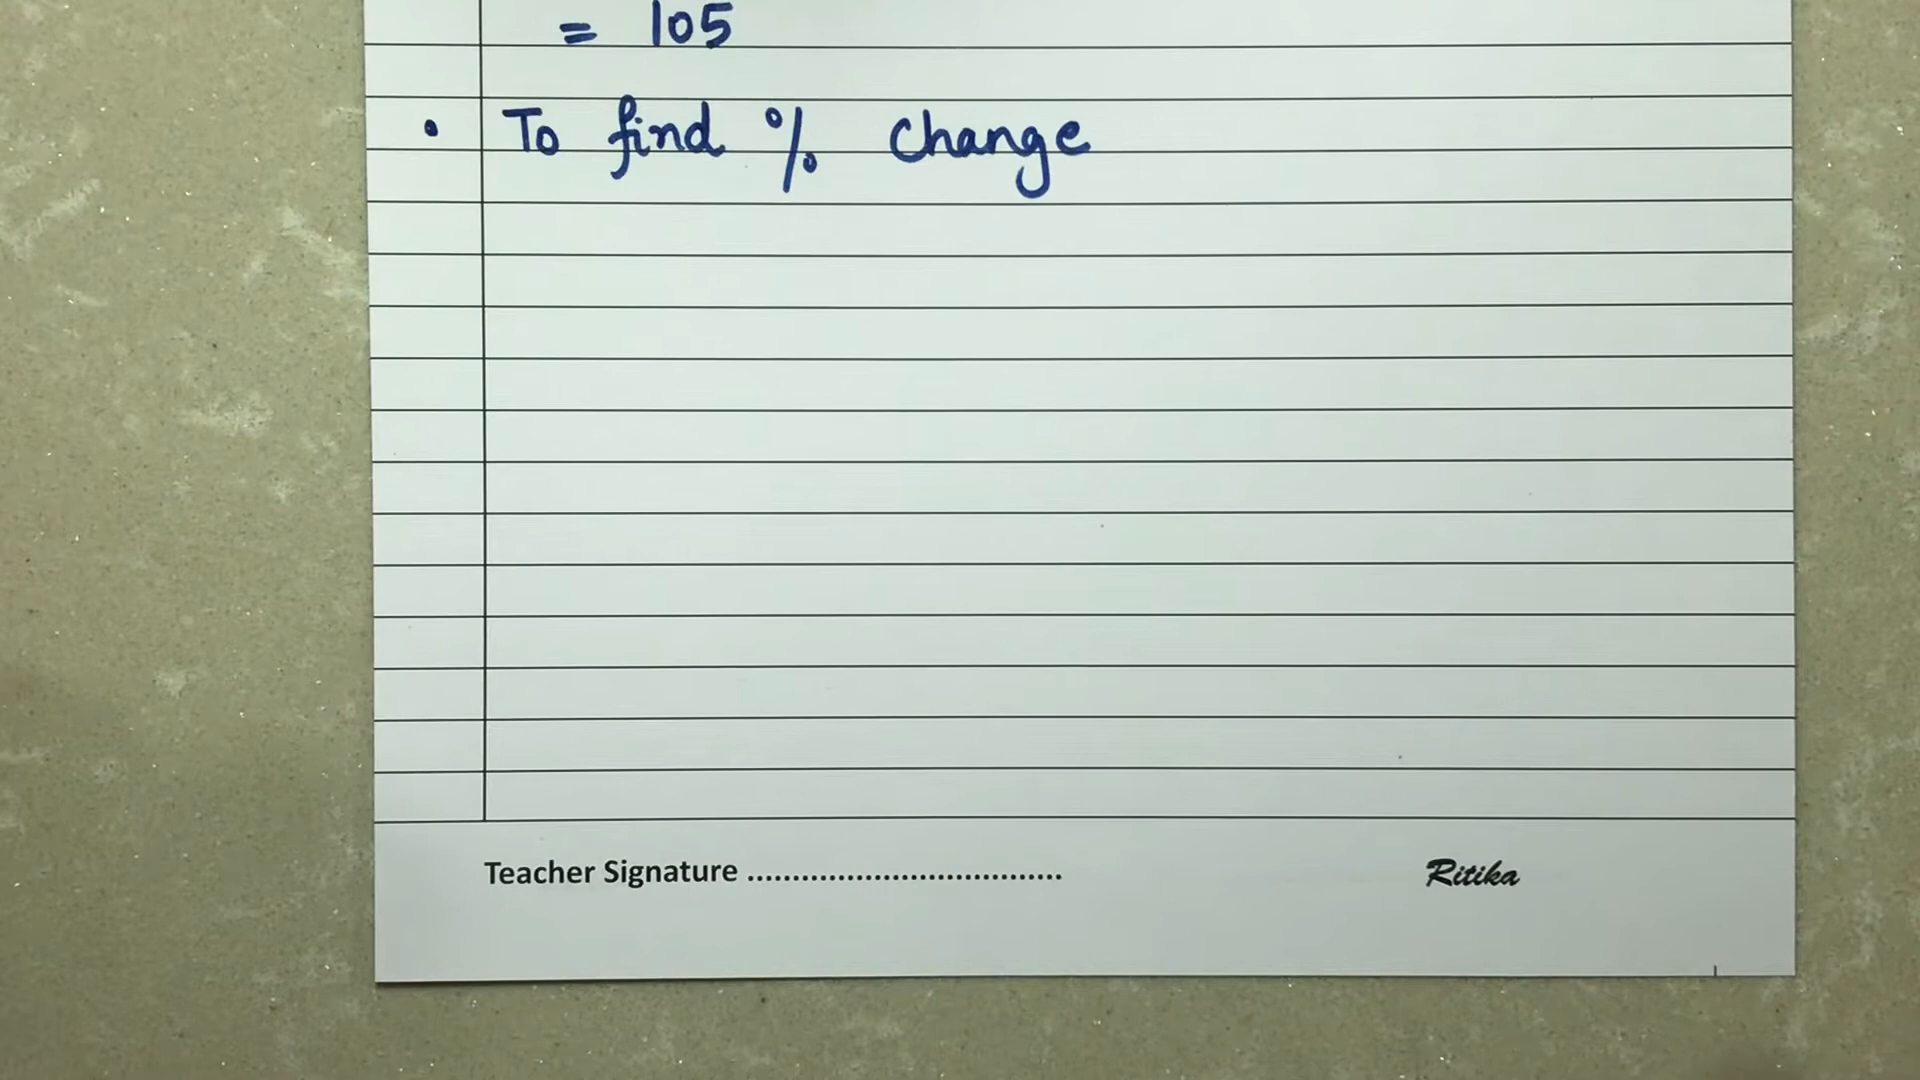 = 105
• To find % change
Teacher Signature .................................. Ritika